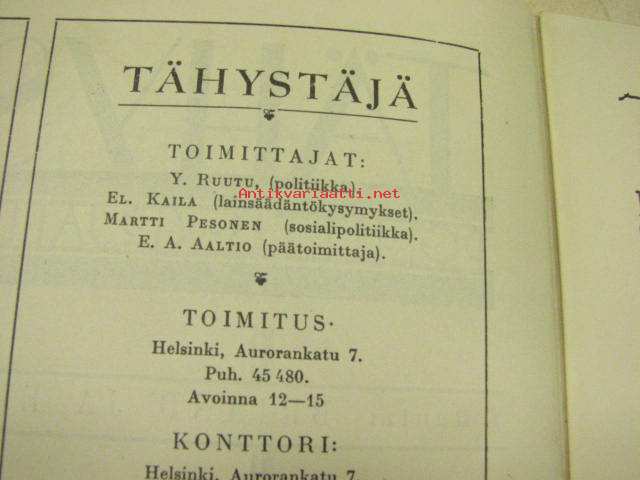 TÄHYSTÄJÄ
TOIMITTAJAT:
Y. RUUTU, (politiikka).
Antikvariaatti.net
EL. KAILA (lainsäädäntökysymykset).
MARTTI PESONEN (sosialipolitiikka).
E. A. AALTIO (päätoimittaja).
TOIMITUS·
Helsinki, Aurorankatu 7.
Puh. 45 480.
Avoinna 12—15
KONTTORI:
Helsinki, Aurorankatu 7.